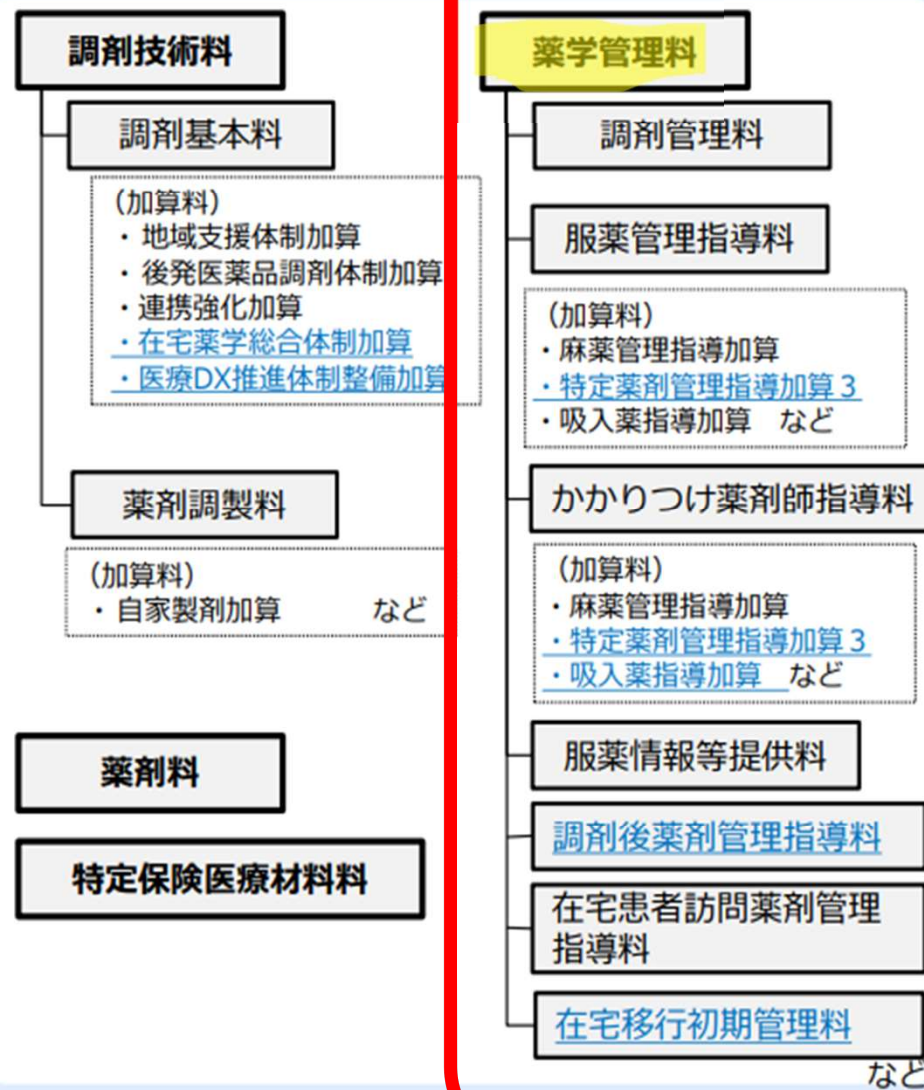 調剤技術料
調剤基本料
（加算料）
・ 地域支援体制加算
・ 後発医薬品調剤体制加算
・連携強化加算
・在宅薬学総合体制加算
・医療DX推進体制整備加算
薬剤調製料
（加算料）
・ 自家製剤加算　など
薬剤料
特定保険医療材料料
薬学管理料
調剤管理料
服薬管理指導料
（加算料）
・麻薬管理指導加算
・特定薬剤管理指導加算３
・吸入薬指導加算　など
かかりつけ薬剤師指導料
（加算料）
・麻薬管理指導加算
・特定薬剤管理指導加算３
・吸入薬指導加算　など
服薬情報等提供料
調剤後薬剤管理指導料
在宅患者訪問薬剤管理
指導料
在宅移行初期管理料
など